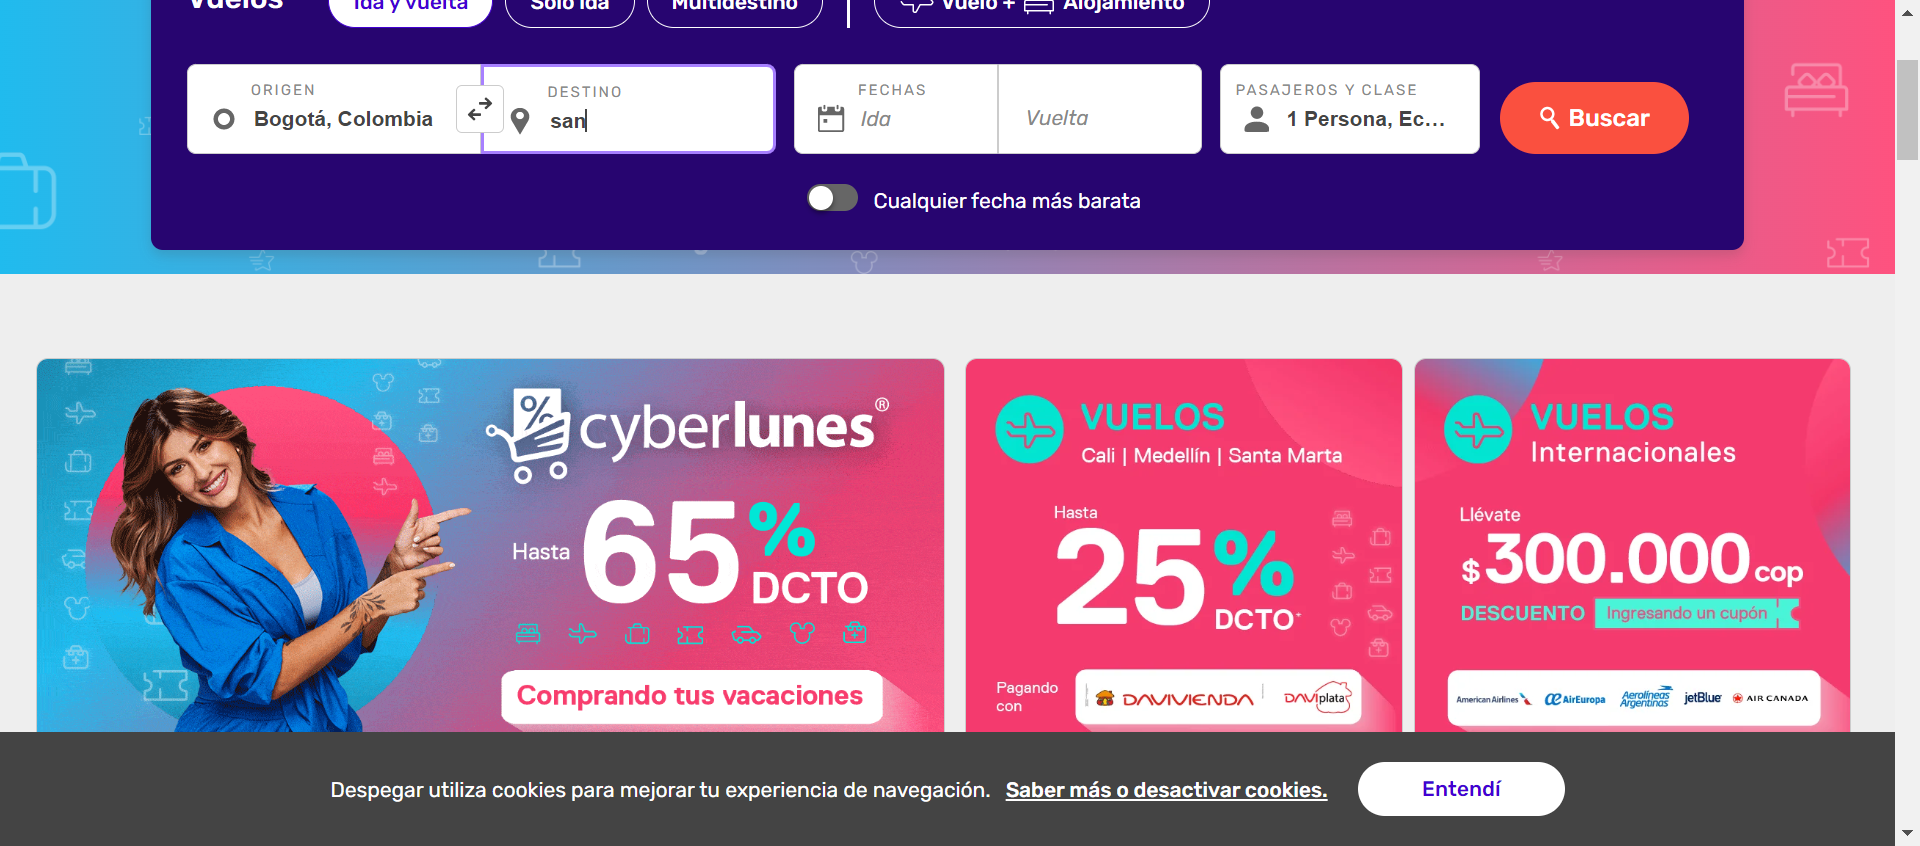 Vuelos
Ida y vuelta
Solo ida
Multidestino
Vuelo + Alojamiento
ORIGEN
Bogotá, Colombia
DESTINO
san
FECHAS
Ida
Vuelta
PASAJEROS Y CLASE
1 Persona, Ec...
Buscar
Cualquier fecha más barata
cyberlunes®
Hasta 65% DCTO
Comprando tus vacaciones
VUELOS
Cali | Medellín | Santa Marta
Hasta
25% DCTO*
Pagando
con
DAVIVIENDA
DAViplata
VUELOS
Internacionales
Llévate
$300.000 cop
DESCUENTO Ingresando un cupón
American Airlines
AirEuropa
Aerolíneas
Argentinas
jetBlue
AIR CANADA
Despegar utiliza cookies para mejorar tu experiencia de navegación. Saber más o desactivar cookies.
Entendí